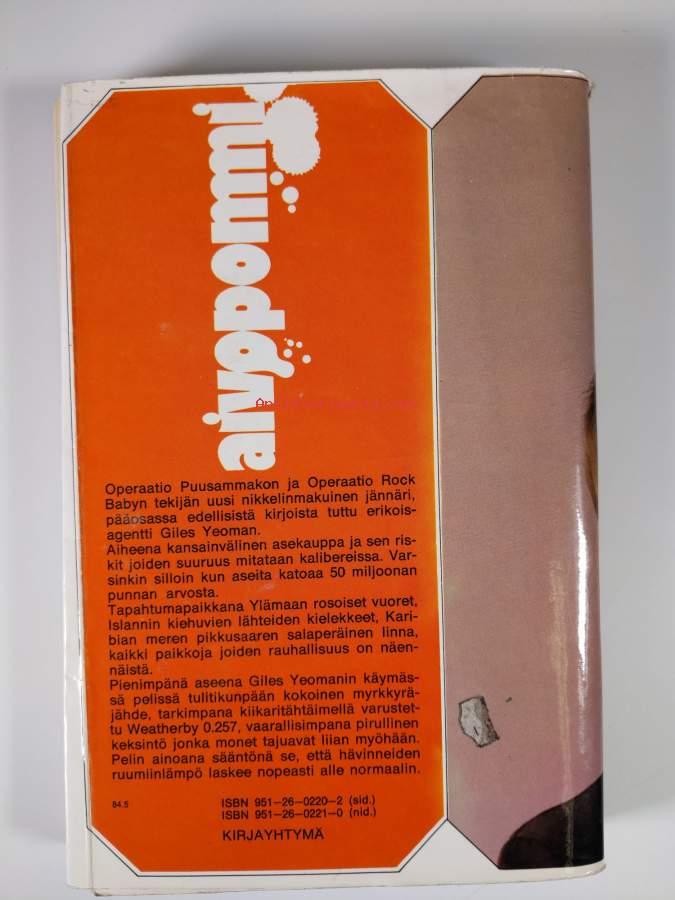 aivopommi
Operaatio Puusammakon ja Operaatio Rock
Babyn tekijän uusi nikkelinmakuinen jännäri,
pääosassa edellisistä kirjoista tuttu erikois-
agentti Giles Yeoman.
Aiheena kansainvälinen asekauppa ja sen ris-
kit joiden suuruus mitataan kalibereissa. Var-
sinkin silloin kun aseita katoaa 50 miljoonan
punnan arvosta.
Tapahtumapaikkana Ylämaan rosoiset vuoret,
Islannin kiehuvien lähteiden kielekkeet, Kari-
bian meren pikkusaaren salaperäinen linna,
kaikki paikkoja joiden rauhallisuus on näen-
näistä.
Pienimpänä aseena Giles Yeomanin käymäs-
sä pelissä tulitikunpään kokoinen myrkkyrä-
jähde, tarkimpana kiikaritähtäimellä varustet-
tu Weatherby 0.257, vaarallisimpana pirullinen
keksintö jonka monet tajuavat liian myöhään.
Pelin ainoana sääntönä se, että hävinneiden
ruumiinlämpö laskee nopeasti alle normaalin.
84.5
ISBN 951–26–0220–2 (sid.)
ISBN 951–26–0221–0 (nid.)
KIRJAYHTYMÄ